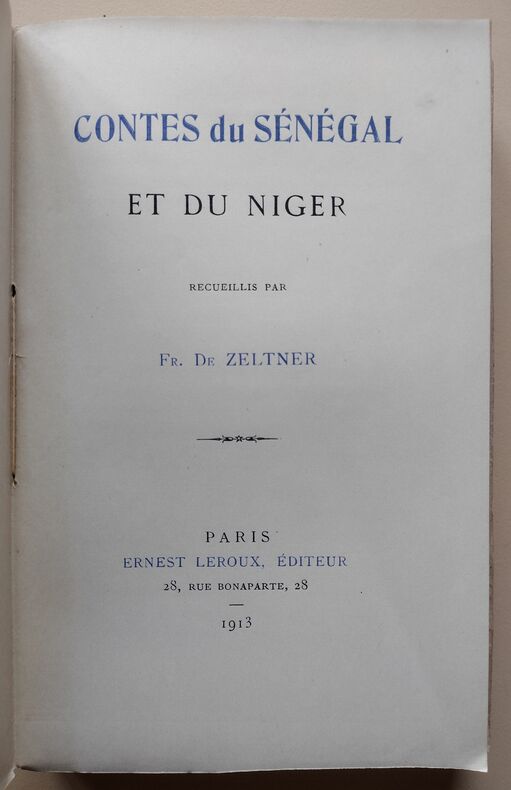 CONTES du SÉNÉGAL
ET DU NIGER
RECUEILLIS PAR
FR. DE ZELTNER
PARIS
ERNEST LEROUX, ÉDITEUR
28, RUE BONAPARTE, 28
1913